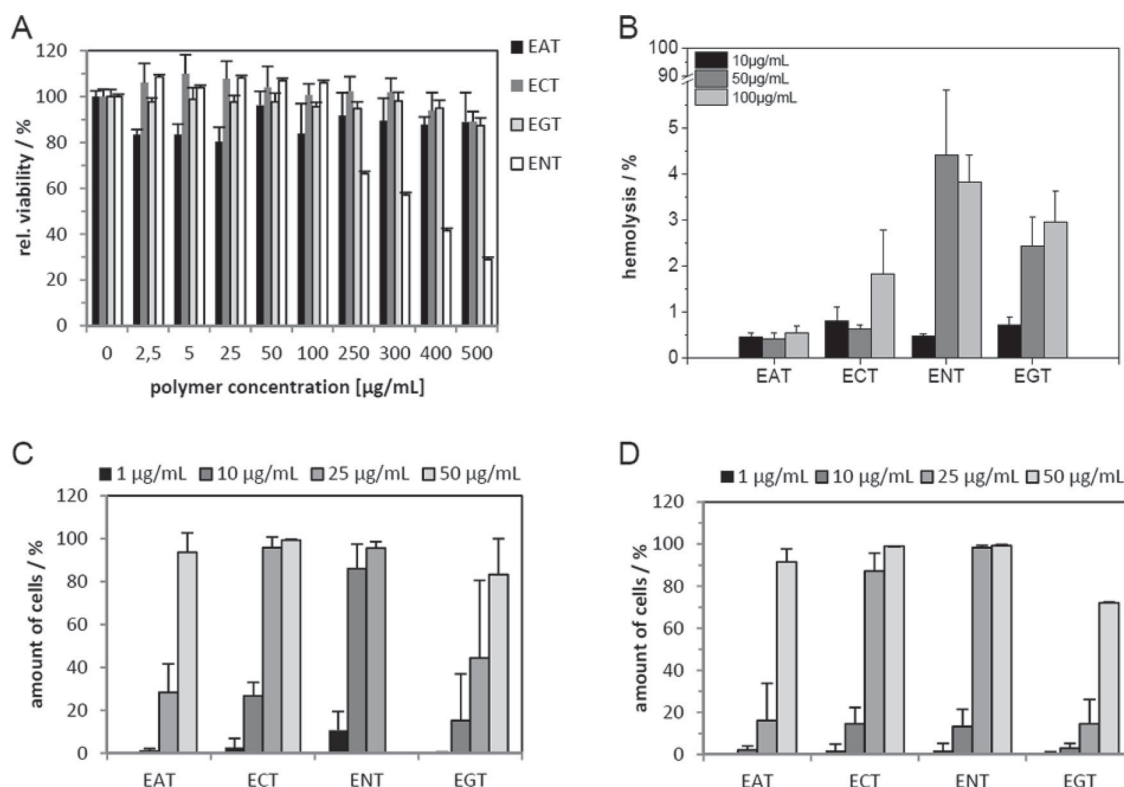 A
120
100
80
60
40
20
0
rel. viability / %
0 2,5 5 25 50 100 250 300 400 500
polymer concentration [µg/mL]
EAT
ECT
EGT
ENT
B
100
90
5
4
3
2
1
0
hemolysis / %
10µg/mL
50µg/mL
100µg/mL
EAT ECT ENT EGT
C
1 µg/mL 10 µg/mL 25 µg/mL 50 µg/mL
120
100
80
60
40
20
0
amount of cells / %
EAT ECT ENT EGT
D
1 µg/mL 10 µg/mL 25 µg/mL 50 µg/mL
120
100
80
60
40
20
0
amount of cells / %
EAT ECT ENT EGT